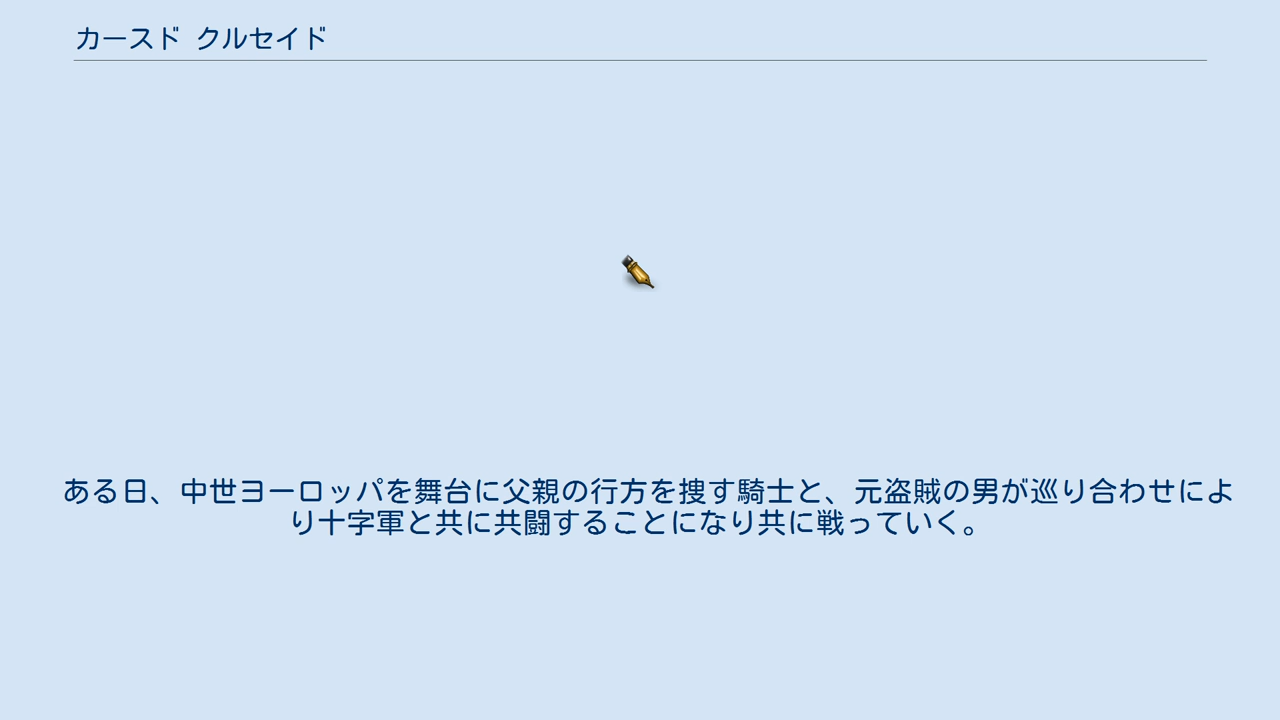 カースド クルセイド
ある日、中世ヨーロッパを舞台に父親の行方を捜す騎士と、元盗賊の男が巡り合わせによ
り十字軍と共に共闘することになり共に戦っていく。